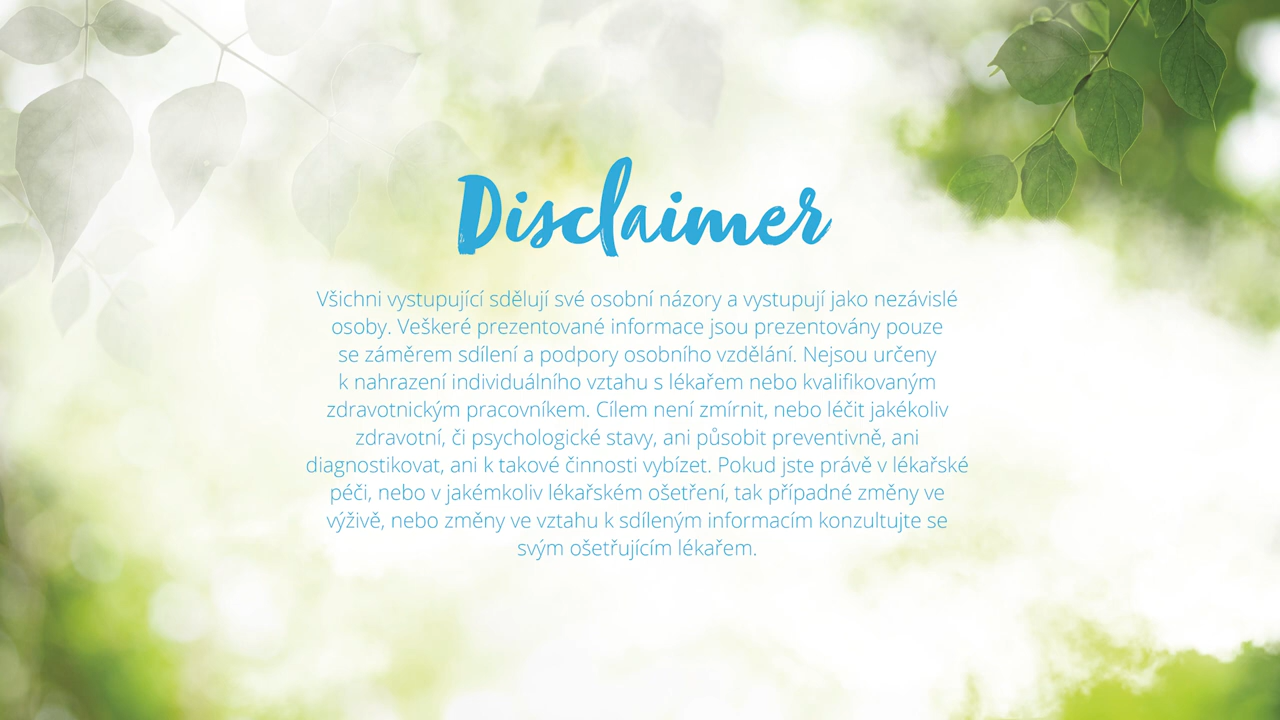 Disclaimer
Všichni vystupující sdělují své osobní názory a vystupují jako nezávislé
osoby. Veškeré prezentované informace jsou prezentovány pouze
se záměrem sdílení a podpory osobního vzdělání. Nejsou určeny
k nahrazení individuálního vztahu s lékařem nebo kvalifikovaným
zdravotnickým pracovníkem. Cílem není zmírnit, nebo léčit jakékoliv
zdravotní, či psychologické stavy, ani působit preventivně, ani
diagnostikovat, ani k takové činnosti vybízet. Pokud jste právě v lékařské
péči, nebo v jakémkoliv lékařském ošetření, tak případné změny ve
výživě, nebo změny ve vztahu k sdíleným informacím konzultujte se
svým ošetřujícím lékařem.